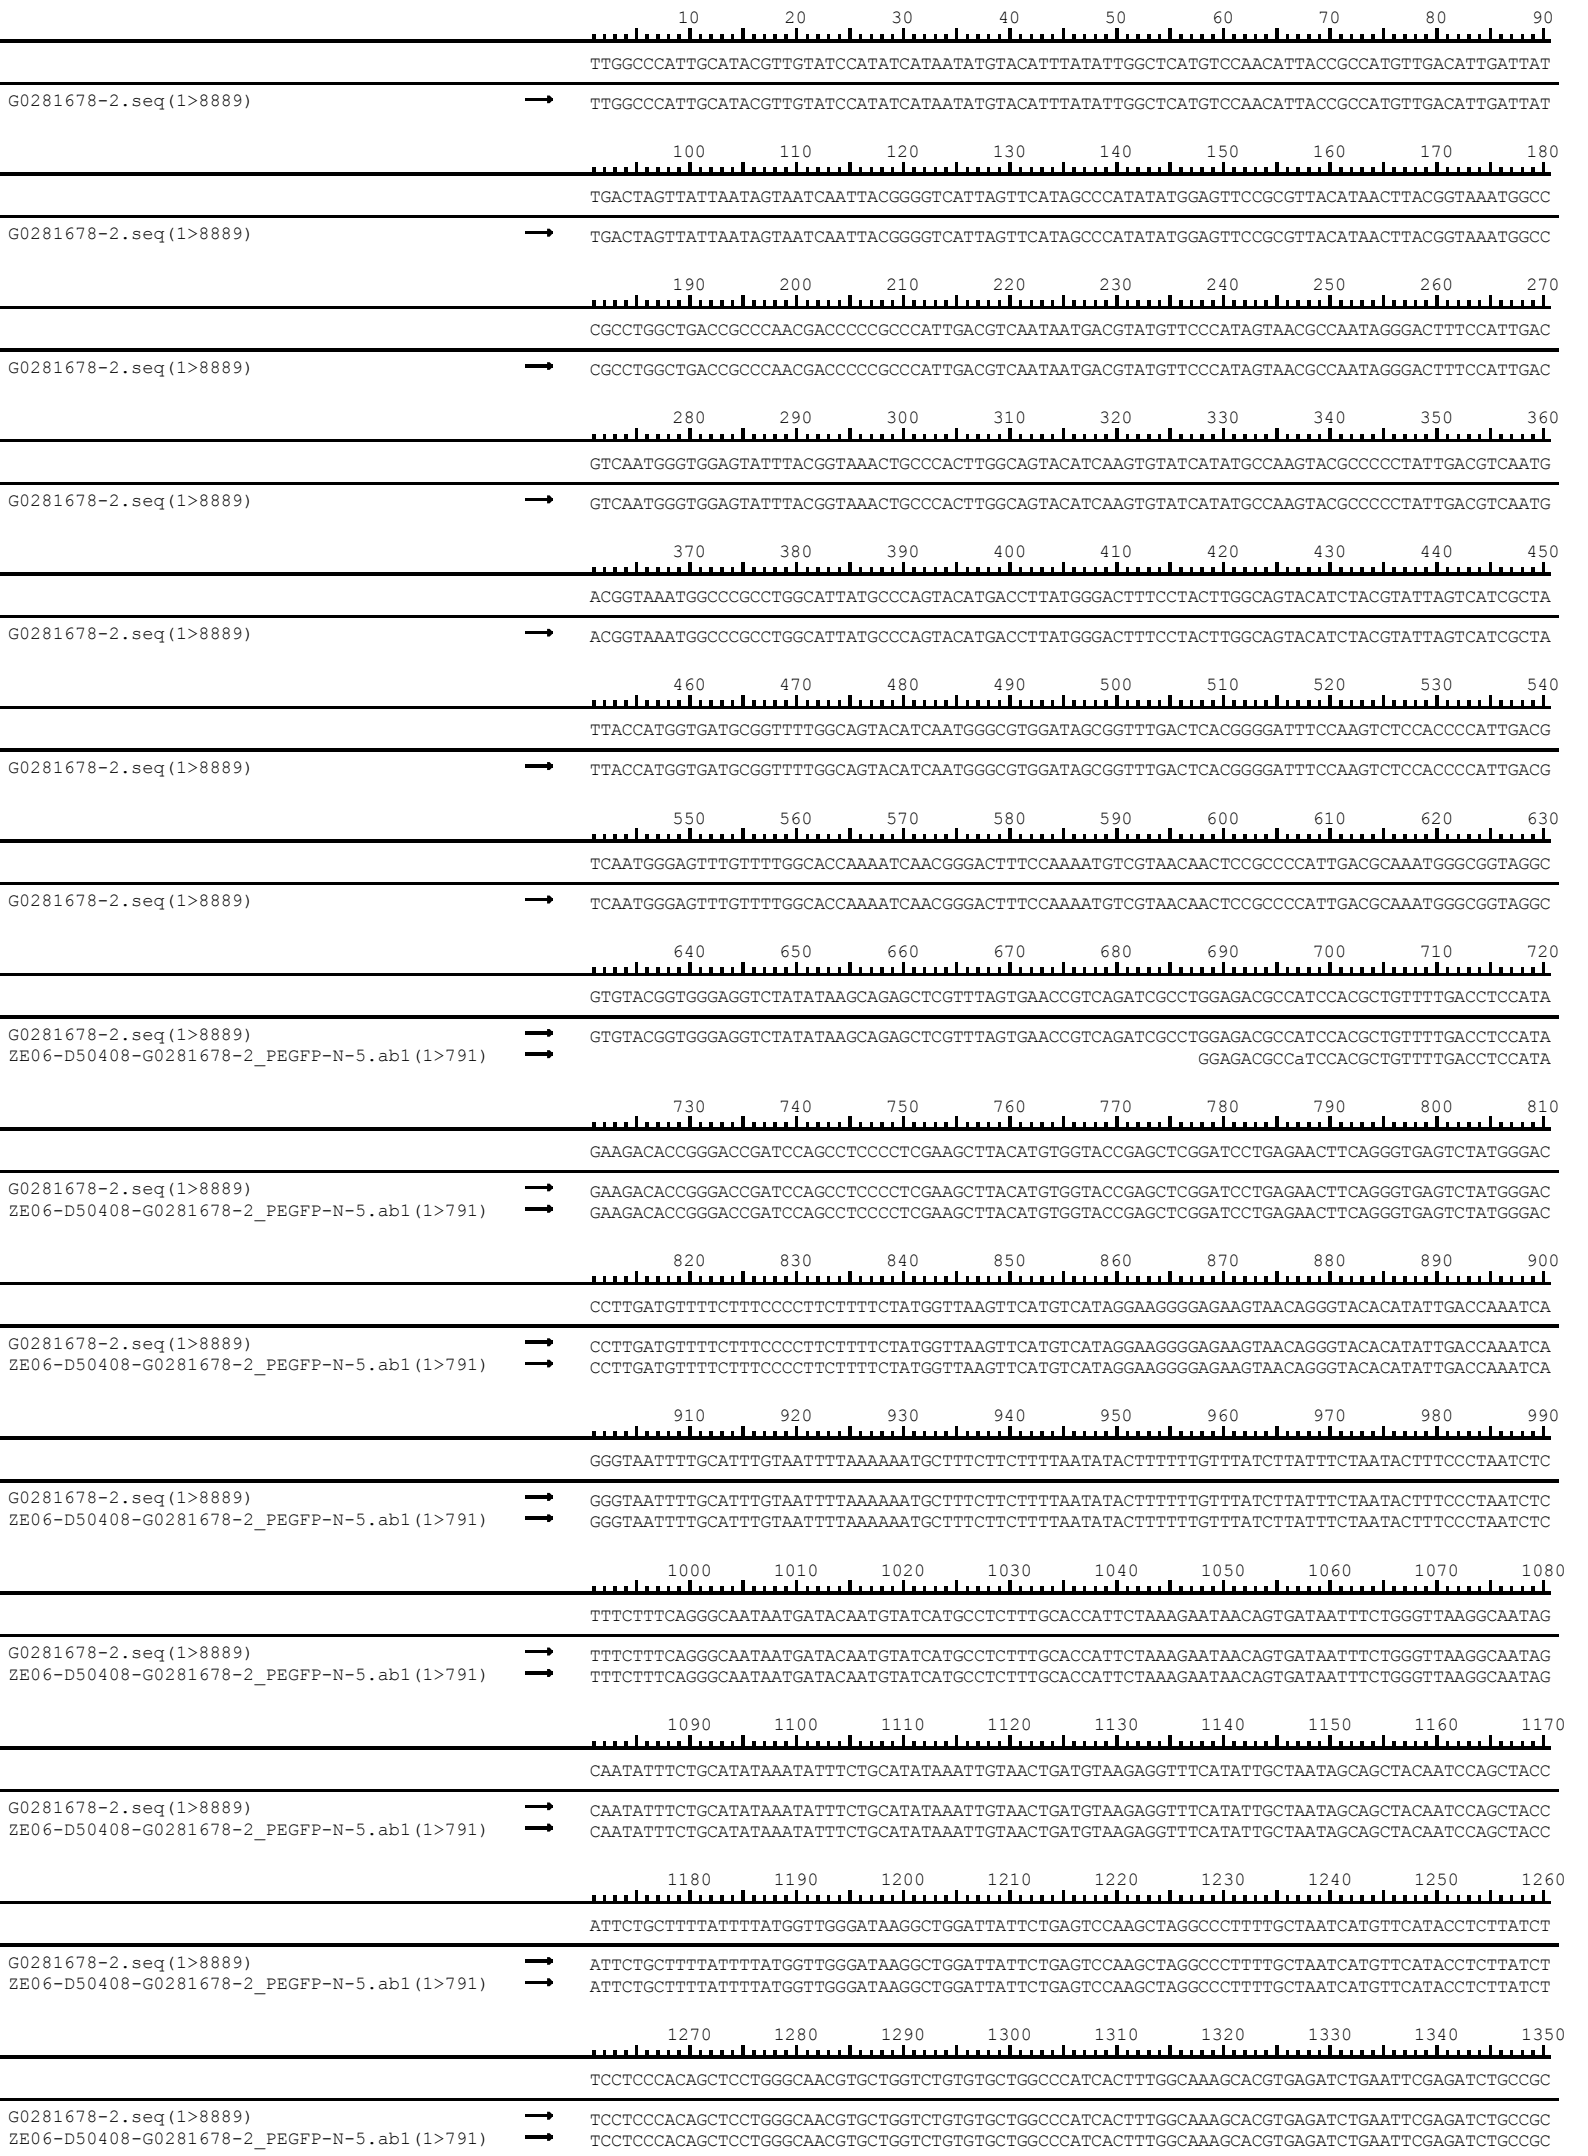 10 20 30 40 50 60 70 80 90
TTGGCCCATTGCATACGTTGTATCCATATCATAATATGTACATTTATATTGGCTCATGTCCAACATTACCGCCATGTTGACATTGATTAT
G0281678-2.seq(1>8889) TTGGCCCATTGCATACGTTGTATCCATATCATAATATGTACATTTATATTGGCTCATGTCCAACATTACCGCCATGTTGACATTGATTAT
100 110 120 130 140 150 160 170 180
TGACTAGTTATTAATAGTAATCAATTACGGGGTCATTAGTTCATAGCCCATATATGGAGTTCCGCGTTACATAACTTACGGTAAATGGCC
G0281678-2.seq(1>8889) TGACTAGTTATTAATAGTAATCAATTACGGGGTCATTAGTTCATAGCCCATATATGGAGTTCCGCGTTACATAACTTACGGTAAATGGCC
190 200 210 220 230 240 250 260 270
CGCCTGGCTGACCGCCCAACGACCCCCGCCCATTGACGTCAATAATGACGTATGTTCCCATAGTAACGCCAATAGGGACTTTCCATTGAC
G0281678-2.seq(1>8889) CGCCTGGCTGACCGCCCAACGACCCCCGCCCATTGACGTCAATAATGACGTATGTTCCCATAGTAACGCCAATAGGGACTTTCCATTGAC
280 290 300 310 320 330 340 350 360
GTCAATGGGTGGAGTATTTACGGTAAACTGCCCACTTGGCAGTACATCAAGTGTATCATATGCCAAGTACGCCCCCTATTGACGTCAATG
G0281678-2.seq(1>8889) GTCAATGGGTGGAGTATTTACGGTAAACTGCCCACTTGGCAGTACATCAAGTGTATCATATGCCAAGTACGCCCCCTATTGACGTCAATG
370 380 390 400 410 420 430 440 450
ACGGTAAATGGCCCGCCTGGCATTATGCCCAGTACATGACCTTATGGGACTTTCCTACTTGGCAGTACATCTACGTATTAGTCATCGCTA
G0281678-2.seq(1>8889) ACGGTAAATGGCCCGCCTGGCATTATGCCCAGTACATGACCTTATGGGACTTTCCTACTTGGCAGTACATCTACGTATTAGTCATCGCTA
460 470 480 490 500 510 520 530 540
TTACCATGGTGATGCGGTTTTGGCAGTACATCAATGGGCGTGGATAGCGGTTTGACTCACGGGGATTTCCAAGTCTCCACCCCATTGACG
G0281678-2.seq(1>8889) TTACCATGGTGATGCGGTTTTGGCAGTACATCAATGGGCGTGGATAGCGGTTTGACTCACGGGGATTTCCAAGTCTCCACCCCATTGACG
550 560 570 580 590 600 610 620 630
TCAATGGGAGTTTGTTTTGGCACCAAAATCAACGGGACTTTCCAAAATGTCGTAACAACTCCGCCCCATTGACGCAAATGGGCGGTAGGC
G0281678-2.seq(1>8889) TCAATGGGAGTTTGTTTTGGCACCAAAATCAACGGGACTTTCCAAAATGTCGTAACAACTCCGCCCCATTGACGCAAATGGGCGGTAGGC
640 650 660 670 680 690 700 710 720
GTGTACGGTGGGAGGTCTATATAAGCAGAGCTCGTTTAGTGAACCGTCAGATCGCCTGGAGACGCCATCCACGCTGTTTTGACCTCCATA
G0281678-2.seq(1>8889) GTGTACGGTGGGAGGTCTATATAAGCAGAGCTCGTTTAGTGAACCGTCAGATCGCCTGGAGACGCCATCCACGCTGTTTTGACCTCCATA
ZE06-D50408-G0281678-2_PEGFP-N-5.ab1(1>791) GGAGACGCCaTCCACGCTGTTTTGACCTCCATA
730 740 750 760 770 780 790 800 810
GAAGACACCGGGACCGATCCAGCCTCCCCTCGAAGCTTACATGTGGTACCGAGCTCGGATCCTGAGAACTTCAGGGTGAGTCTATGGGAC
G0281678-2.seq(1>8889) GAAGACACCGGGACCGATCCAGCCTCCCCTCGAAGCTTACATGTGGTACCGAGCTCGGATCCTGAGAACTTCAGGGTGAGTCTATGGGAC
ZE06-D50408-G0281678-2_PEGFP-N-5.ab1(1>791) GAAGACACCGGGACCGATCCAGCCTCCCCTCGAAGCTTACATGTGGTACCGAGCTCGGATCCTGAGAACTTCAGGGTGAGTCTATGGGAC
820 830 840 850 860 870 880 890 900
CCTTGATGTTTTCTTTCCCCTTCTTTTCTATGGTTAAGTTCATGTCATAGGAAGGGGAGAAGTAACAGGGTACACATATTGACCAAATCA
G0281678-2.seq(1>8889) CCTTGATGTTTTCTTTCCCCTTCTTTTCTATGGTTAAGTTCATGTCATAGGAAGGGGAGAAGTAACAGGGTACACATATTGACCAAATCA
ZE06-D50408-G0281678-2_PEGFP-N-5.ab1(1>791) CCTTGATGTTTTCTTTCCCCTTCTTTTCTATGGTTAAGTTCATGTCATAGGAAGGGGAGAAGTAACAGGGTACACATATTGACCAAATCA
910 920 930 940 950 960 970 980 990
GGGTAATTTTGCATTTGTAATTTTAAAAAATGCTTTCTTCTTTTAATATACTTTTTTGTTTATCTTATTTCTAATACTTTCCCTAATCTC
G0281678-2.seq(1>8889) GGGTAATTTTGCATTTGTAATTTTAAAAAATGCTTTCTTCTTTTAATATACTTTTTTGTTTATCTTATTTCTAATACTTTCCCTAATCTC
ZE06-D50408-G0281678-2_PEGFP-N-5.ab1(1>791) GGGTAATTTTGCATTTGTAATTTTAAAAAATGCTTTCTTCTTTTAATATACTTTTTTGTTTATCTTATTTCTAATACTTTCCCTAATCTC
1000 1010 1020 1030 1040 1050 1060 1070 1080
TTTCTTTCAGGGCAATAATGATACAATGTATCATGCCTCTTTGCACCATTCTAAAGAATAACAGTGATAATTTCTGGGTTAAGGCAATAG
G0281678-2.seq(1>8889) TTTCTTTCAGGGCAATAATGATACAATGTATCATGCCTCTTTGCACCATTCTAAAGAATAACAGTGATAATTTCTGGGTTAAGGCAATAG
ZE06-D50408-G0281678-2_PEGFP-N-5.ab1(1>791) TTTCTTTCAGGGCAATAATGATACAATGTATCATGCCTCTTTGCACCATTCTAAAGAATAACAGTGATAATTTCTGGGTTAAGGCAATAG
1090 1100 1110 1120 1130 1140 1150 1160 1170
CAATATTTCTGCATATAAATATTTCTGCATATAAATTGTAACTGATGTAAGAGGTTTCATATTGCTAATAGCAGCTACAATCCAGCTACC
G0281678-2.seq(1>8889) CAATATTTCTGCATATAAATATTTCTGCATATAAATTGTAACTGATGTAAGAGGTTTCATATTGCTAATAGCAGCTACAATCCAGCTACC
ZE06-D50408-G0281678-2_PEGFP-N-5.ab1(1>791) CAATATTTCTGCATATAAATATTTCTGCATATAAATTGTAACTGATGTAAGAGGTTTCATATTGCTAATAGCAGCTACAATCCAGCTACC
1180 1190 1200 1210 1220 1230 1240 1250 1260
ATTCTGCTTTTATTTTATGGTTGGGATAAGGCTGGATTATTCTGAGTCCAAGCTAGGCCCTTTTGCTAATCATGTTCATACCTCTTATCT
G0281678-2.seq(1>8889) ATTCTGCTTTTATTTTATGGTTGGGATAAGGCTGGATTATTCTGAGTCCAAGCTAGGCCCTTTTGCTAATCATGTTCATACCTCTTATCT
ZE06-D50408-G0281678-2_PEGFP-N-5.ab1(1>791) ATTCTGCTTTTATTTTATGGTTGGGATAAGGCTGGATTATTCTGAGTCCAAGCTAGGCCCTTTTGCTAATCATGTTCATACCTCTTATCT
1270 1280 1290 1300 1310 1320 1330 1340 1350
TCCTCCCACAGCTCCTGGGCAACGTGCTGGTCTGTGTGCTGGCCCATCACTTTGGCAAAGCACGTGAGATCTGAATTCGAGATCTGCCGC
G0281678-2.seq(1>8889) TCCTCCCACAGCTCCTGGGCAACGTGCTGGTCTGTGTGCTGGCCCATCACTTTGGCAAAGCACGTGAGATCTGAATTCGAGATCTGCCGC
ZE06-D50408-G0281678-2_PEGFP-N-5.ab1(1>791) TCCTCCCACAGCTCCTGGGCAACGTGCTGGTCTGTGTGCTGGCCCATCACTTTGGCAAAGCACGTGAGATCTGAATTCGAGATCTGCCGC